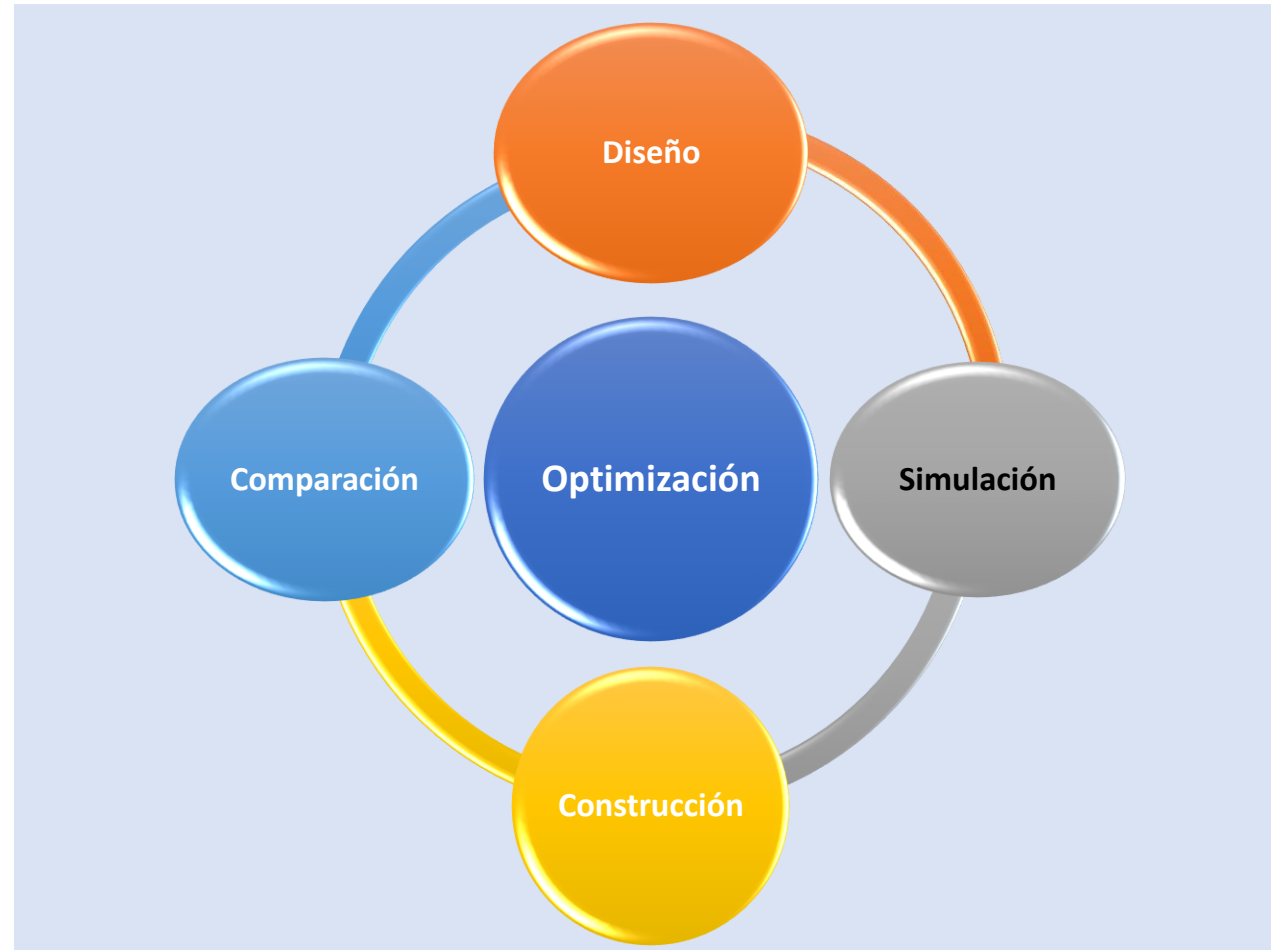 Diseño
Comparación
Optimización
Simulación
Construcción